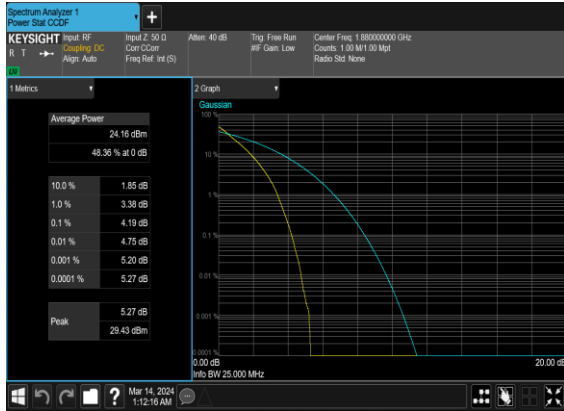 Spectrum Analyzer 1
Power Stat CCDF
+
KEYSIGHT
R T
LU
Input: RF
Coupling: DC
Align: Auto
Input Z: 50 Ω
Corr CCorr
Freq Ref: Int (S)
Atten: 40 dB
Trig: Free Run
#IF Gain: Low
Center Freq: 1.880000000 GHz
Counts: 1.00 M/1.00 Mpt
Radio Std: None
1 Metrics
Average Power
24.16 dBm
48.36 % at 0 dB
10.0 % 1.85 dB
1.0 % 3.38 dB
0.1 % 4.19 dB
0.01 % 4.75 dB
0.001 % 5.20 dB
0.0001 % 5.27 dB
Peak
5.27 dB
29.43 dBm
2 Graph
Gaussian
100 %
10 %
1 %
0.1 %
0.01 %
0.001 %
0.0001 %
0.00 dB
20.00 dB
Info BW 25.000 MHz
?
Mar 14, 2024
1:12:16 AM